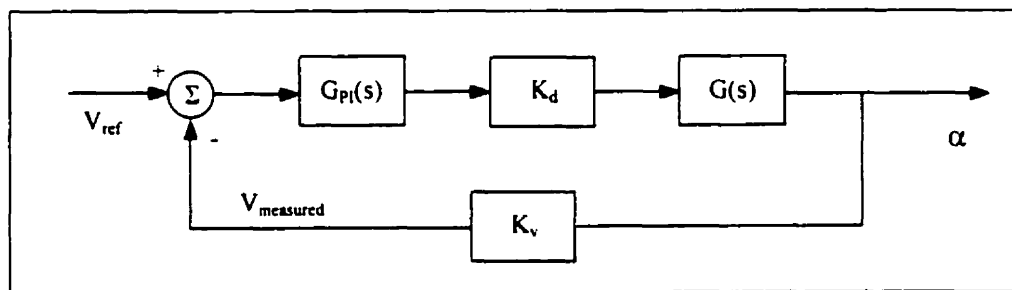 +
Σ
G_PI(s)
K_d
G(s)
V_ref
-
α
V_measured
K_v